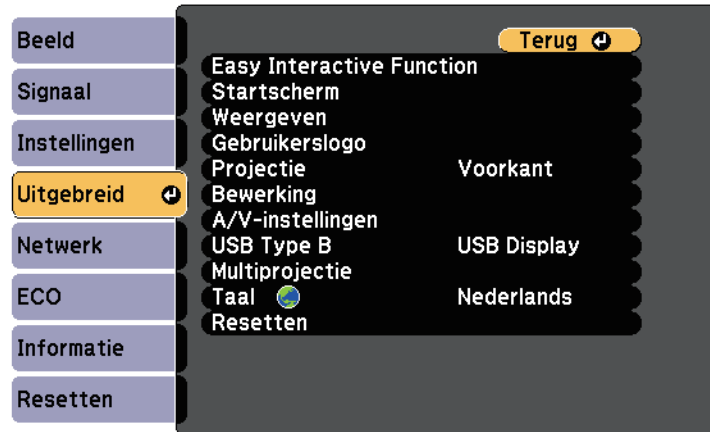 Beeld
Signaal
Instellingen
Uitgebreid
Netwerk
ECO
Informatie
Resetten
Terug
Easy Interactive Function
Startscherm
Weergeven
Gebruikerslogo
Projectie Voorkant
Bewerking
A/V-instellingen
USB Type B USB Display
Multiprojectie
Taal Nederlands
Resetten